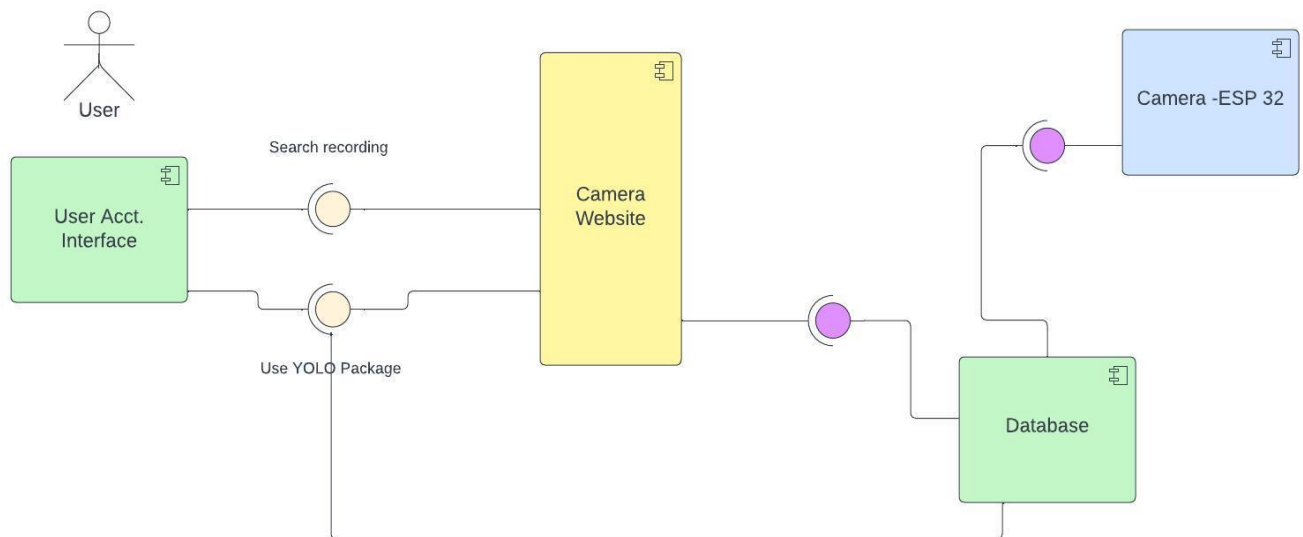 User
Camera -ESP 32
Search recording
User Acct.
Interface
Camera
Website
Use YOLO Package
Database